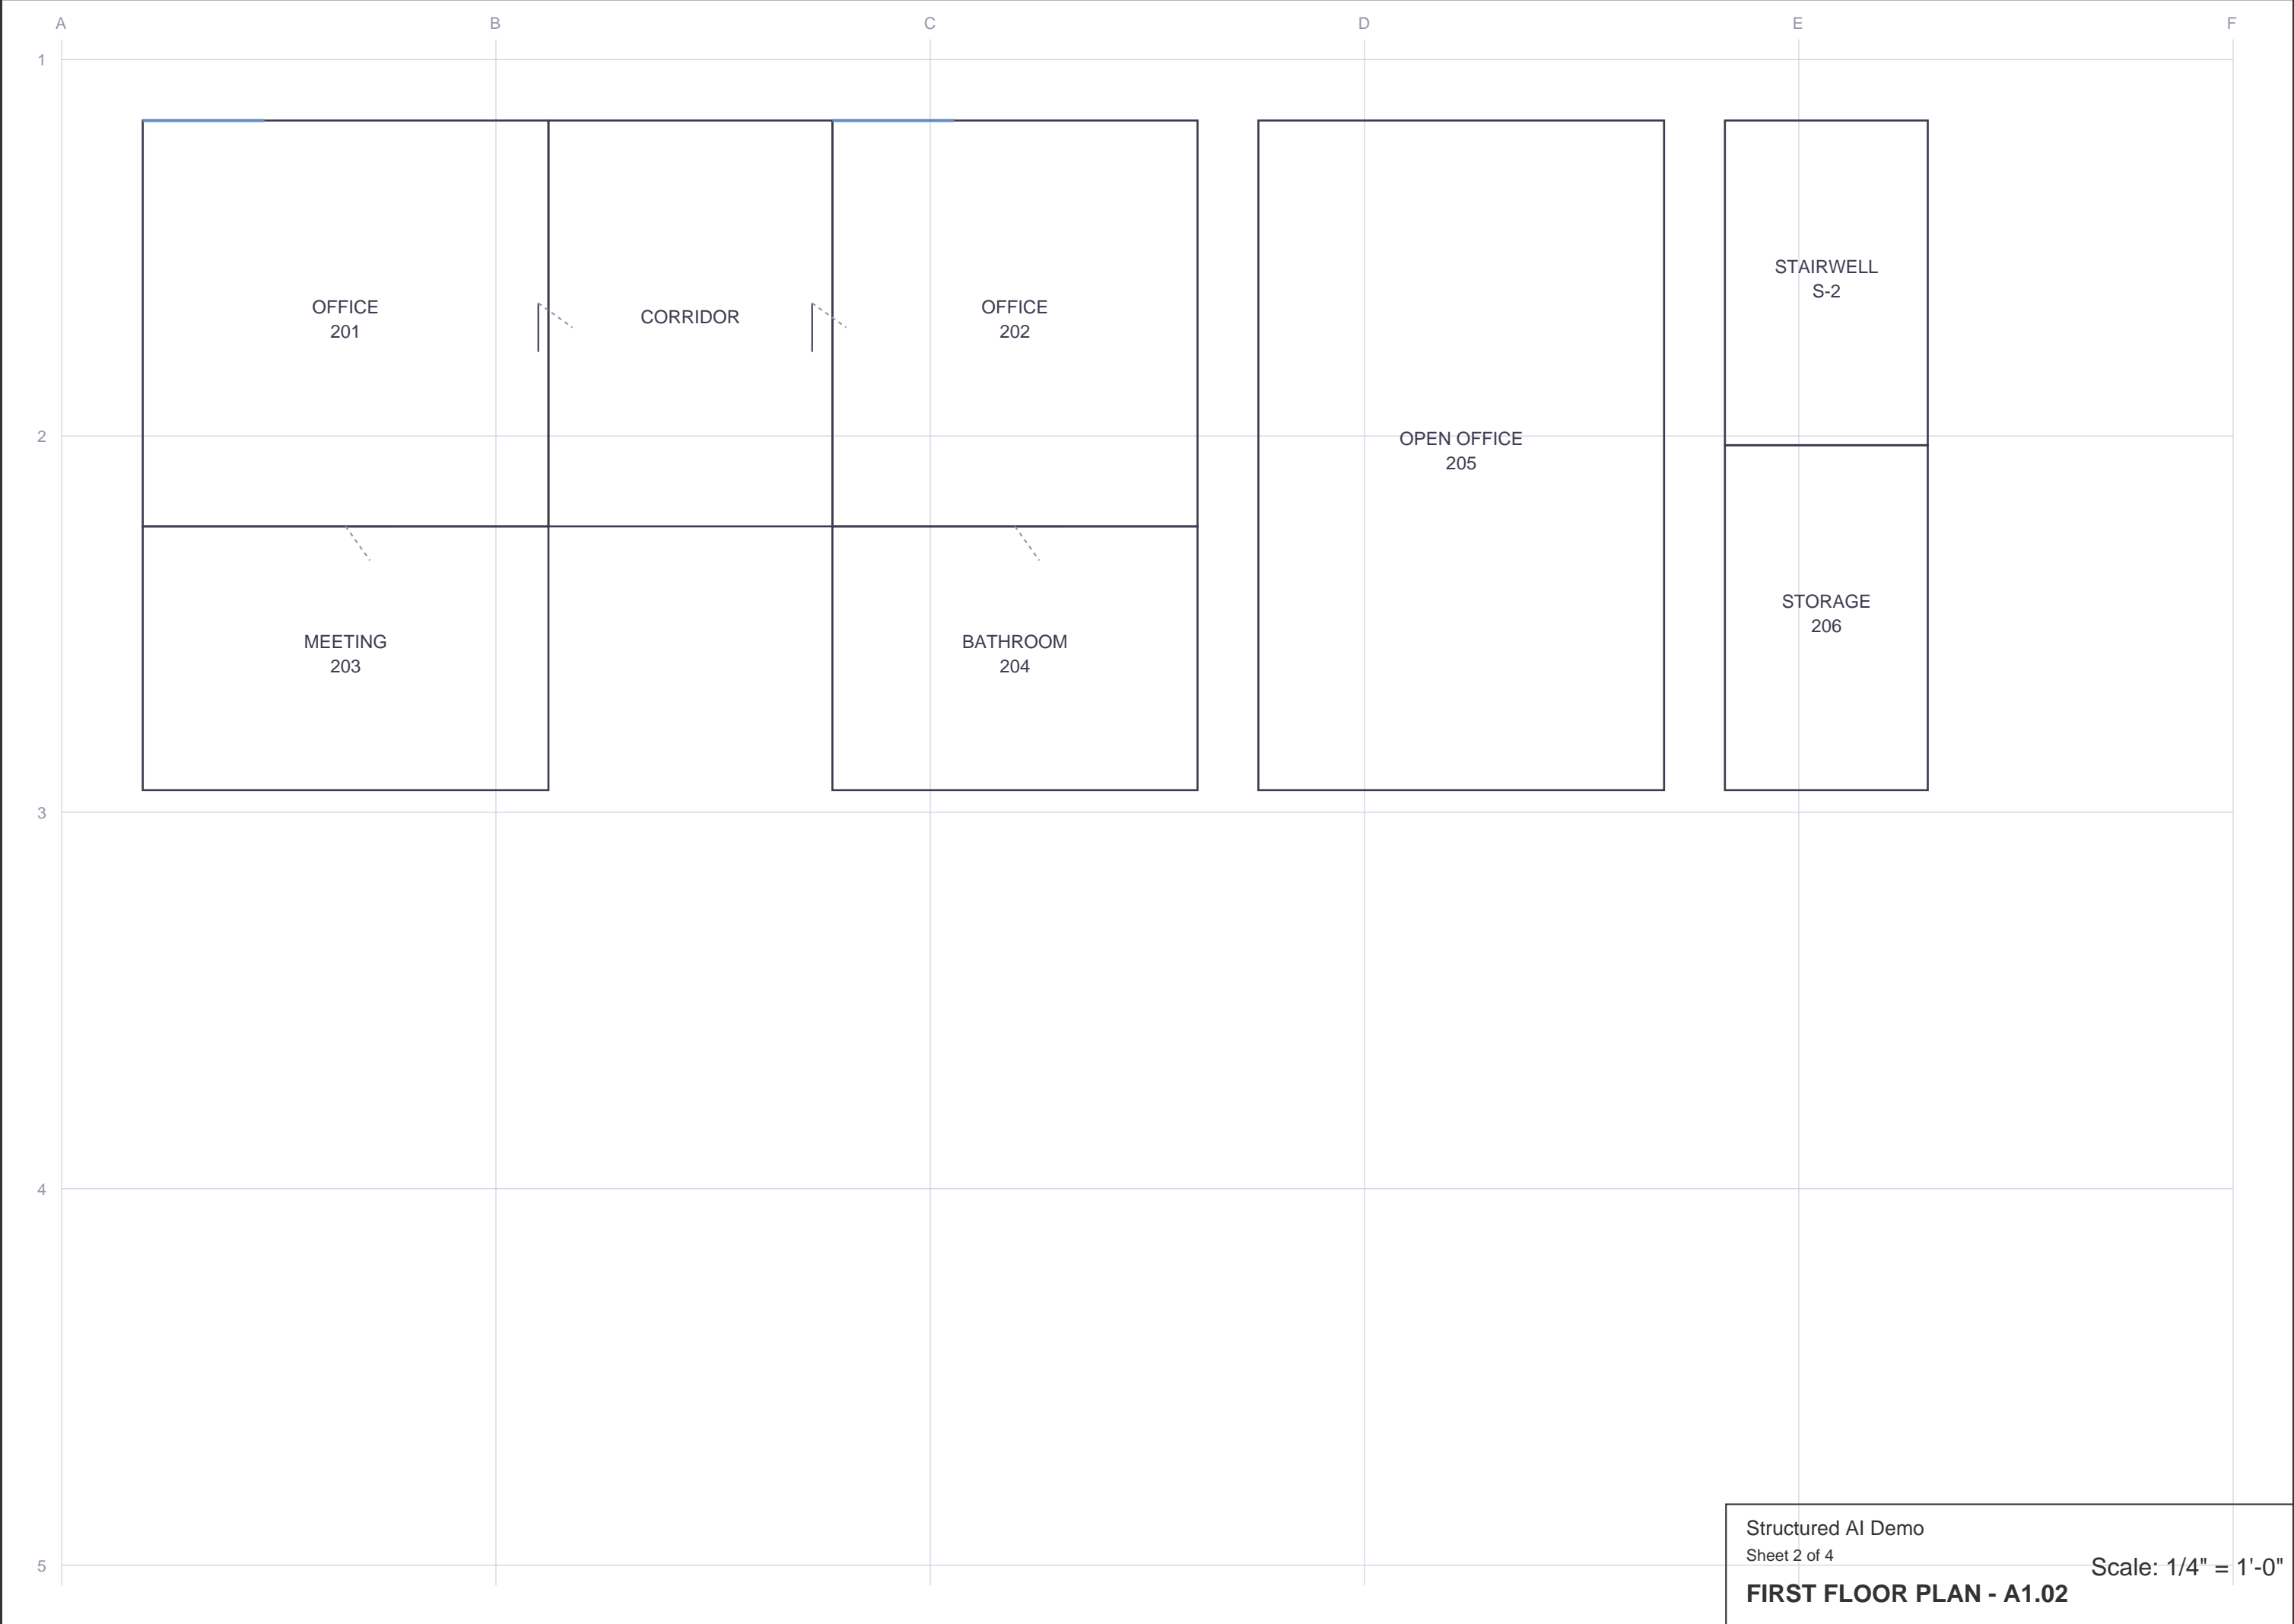 A
B
C
D
E
F
1
2
3
4
5
OFFICE
201
CORRIDOR
OFFICE
202
OPEN OFFICE
205
STAIRWELL
S-2
MEETING
203
BATHROOM
204
STORAGE
206
Structured AI Demo
Sheet 2 of 4
Scale: 1/4" = 1'-0"
FIRST FLOOR PLAN - A1.02